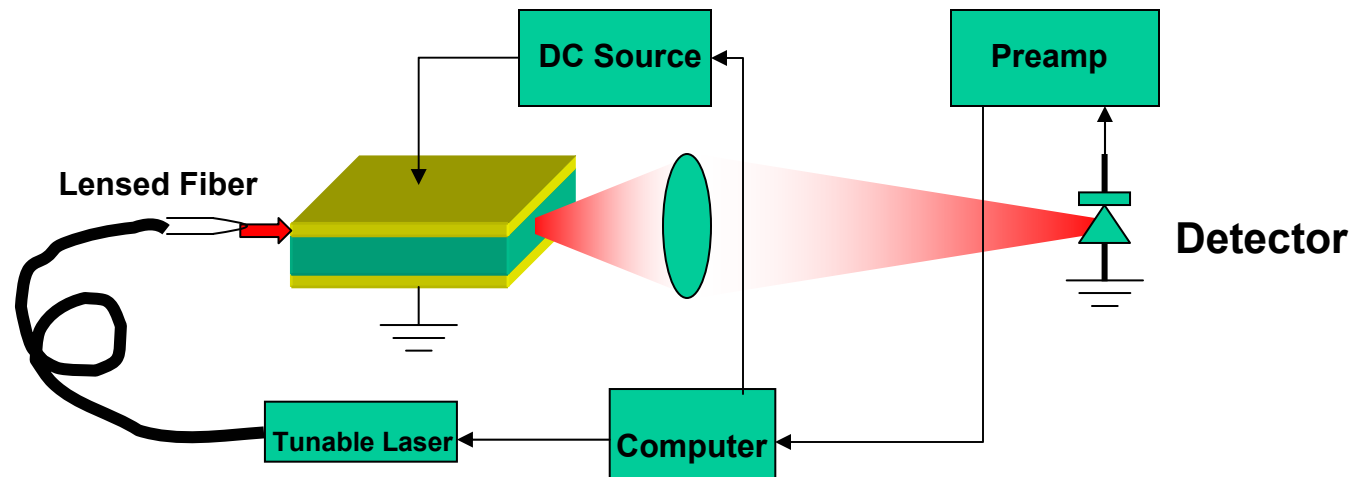 DC Source
Preamp
Lensed Fiber
Detector
Tunable Laser
Computer